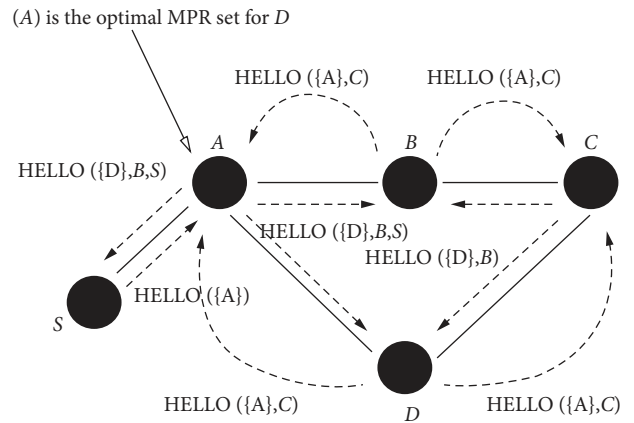 (A) is the optimal MPR set for D
HELLO ({A},C)
HELLO ({A},C)
A
B
C
HELLO ({D},B,S)
HELLO ({D},B,S)
HELLO ({D},B)
HELLO ({A})
S
HELLO ({A},C)
D
HELLO ({A},C)